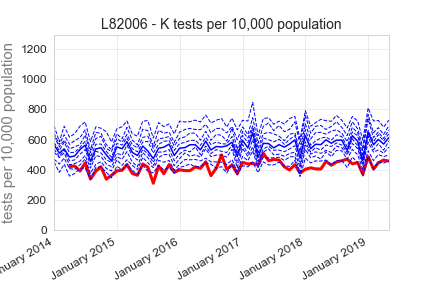 L82006 - K tests per 10,000 population
tests per 10,000 population
1200
1000
800
600
400
200
0
nuary 2014
January 2015
January 2016
January 2017
January 2018
January 2019